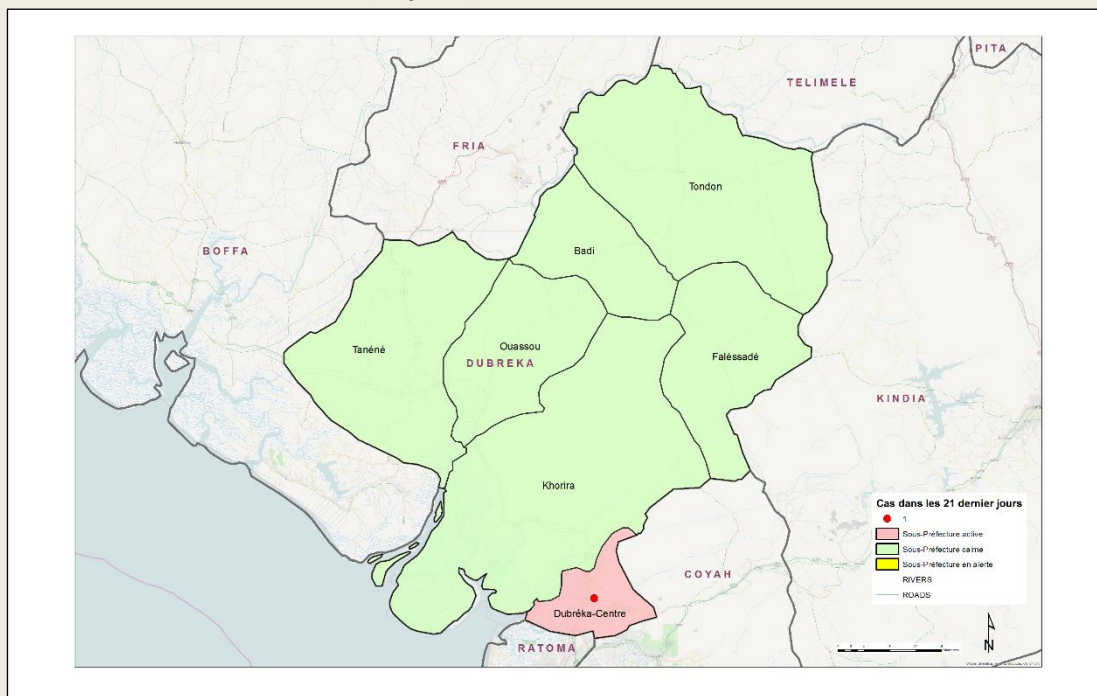 PITA
TELIMELE
FRIA
Tondon
Badi
BOFFA
Ouassou
Tanéné
DUBREKA
Faléssadé
KINDIA
Khorira
Cas dans les 21 dernier jours
1
Sous-Préfecture active
Sous-Préfecture calme
Sous-Préfecture en alerte
RIVERS
ROADS
COYAH
Dubréka-Centre
RATOMA
N